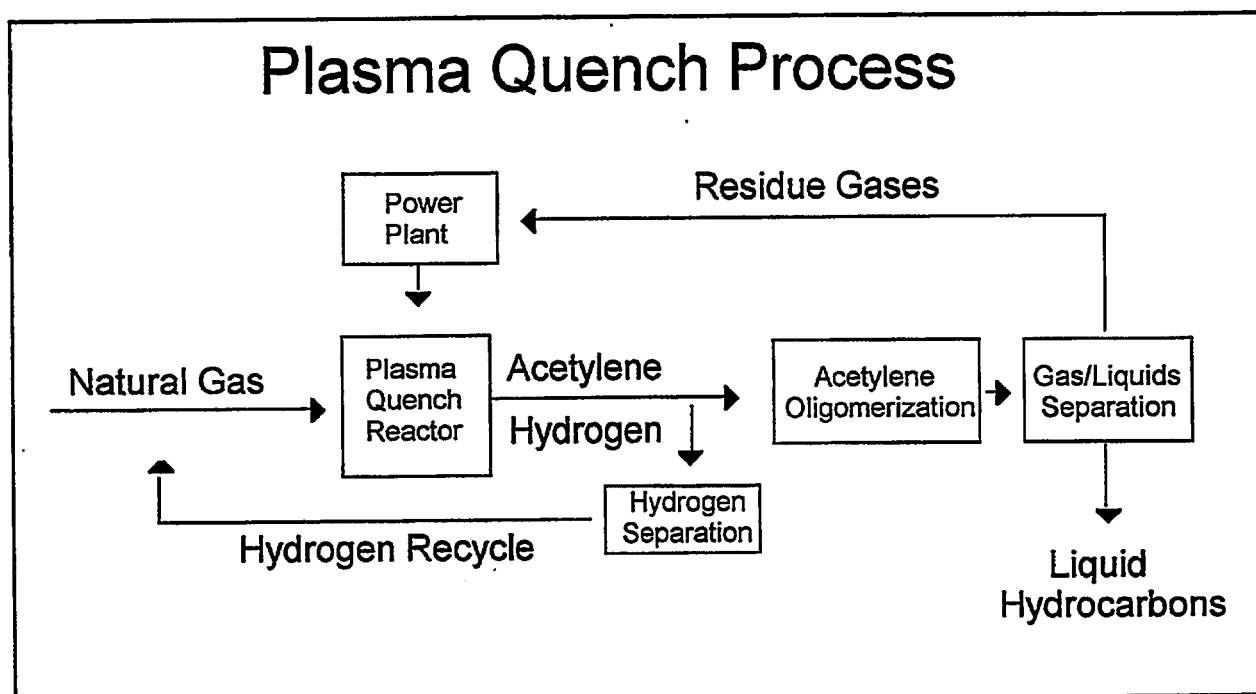 Plasma Quench Process
Residue Gases
Power
Plant
Natural Gas
Plasma
Quench
Reactor
Acetylene
Hydrogen
Acetylene
Oligomerization
Gas/Liquids
Separation
Hydrogen
Separation
Hydrogen Recycle
Liquid
Hydrocarbons